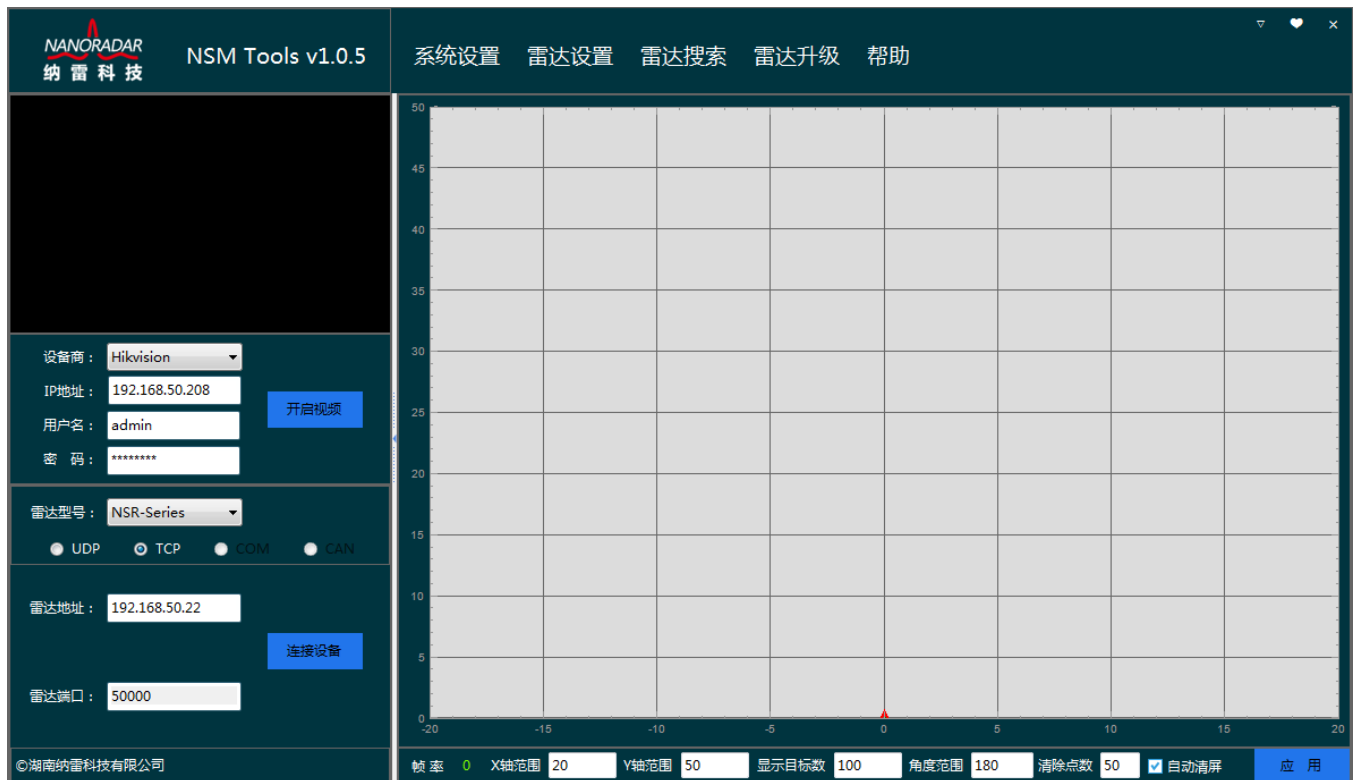 NANORADAR
纳雷科技
NSM Tools v1.0.5
系统设置 雷达设置 雷达搜索 雷达升级 帮助
设备商： Hikvision
IP地址： 192.168.50.208
开启视频
用户名： admin
密 码： ********
雷达型号： NSR-Series
UDP TCP COM CAN
雷达地址： 192.168.50.22
连接设备
雷达端口： 50000
©湖南纳雷科技有限公司
50
45
40
35
30
25
20
15
10
5
0
-20 -15 -10 -5 0 5 10 15 20
帧率 0 X轴范围 20 Y轴范围 50 显示目标数 100 角度范围 180 清除点数 50 自动清屏 应 用